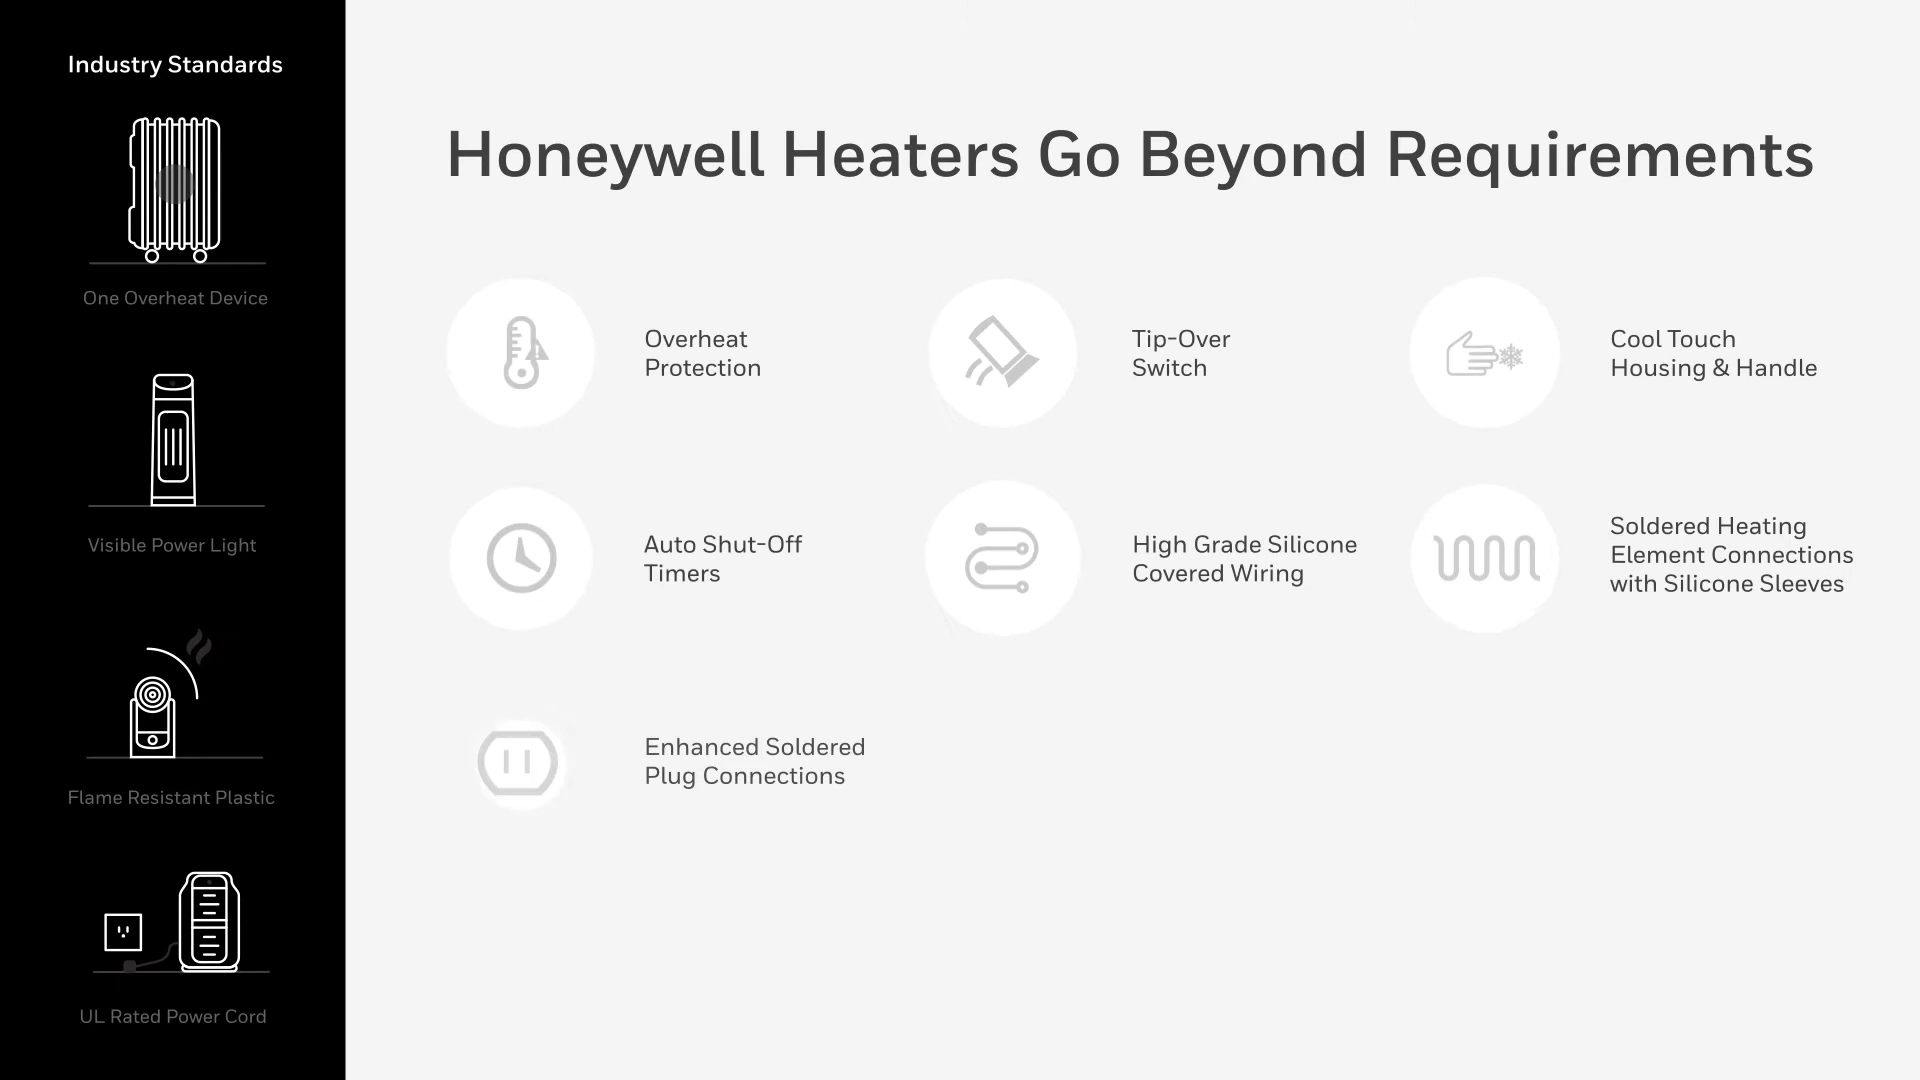 Industry Standards
One Overheat Device
Visible Power Light
Flame Resistant Plastic
UL Rated Power Cord
Honeywell Heaters Go Beyond Requirements
Overheat
Protection
Tip-Over
Switch
Cool Touch
Housing & Handle
Auto Shut-Off
Timers
High Grade Silicone
Covered Wiring
Soldered Heating
Element Connections
with Silicone Sleeves
Enhanced Soldered
Plug Connections